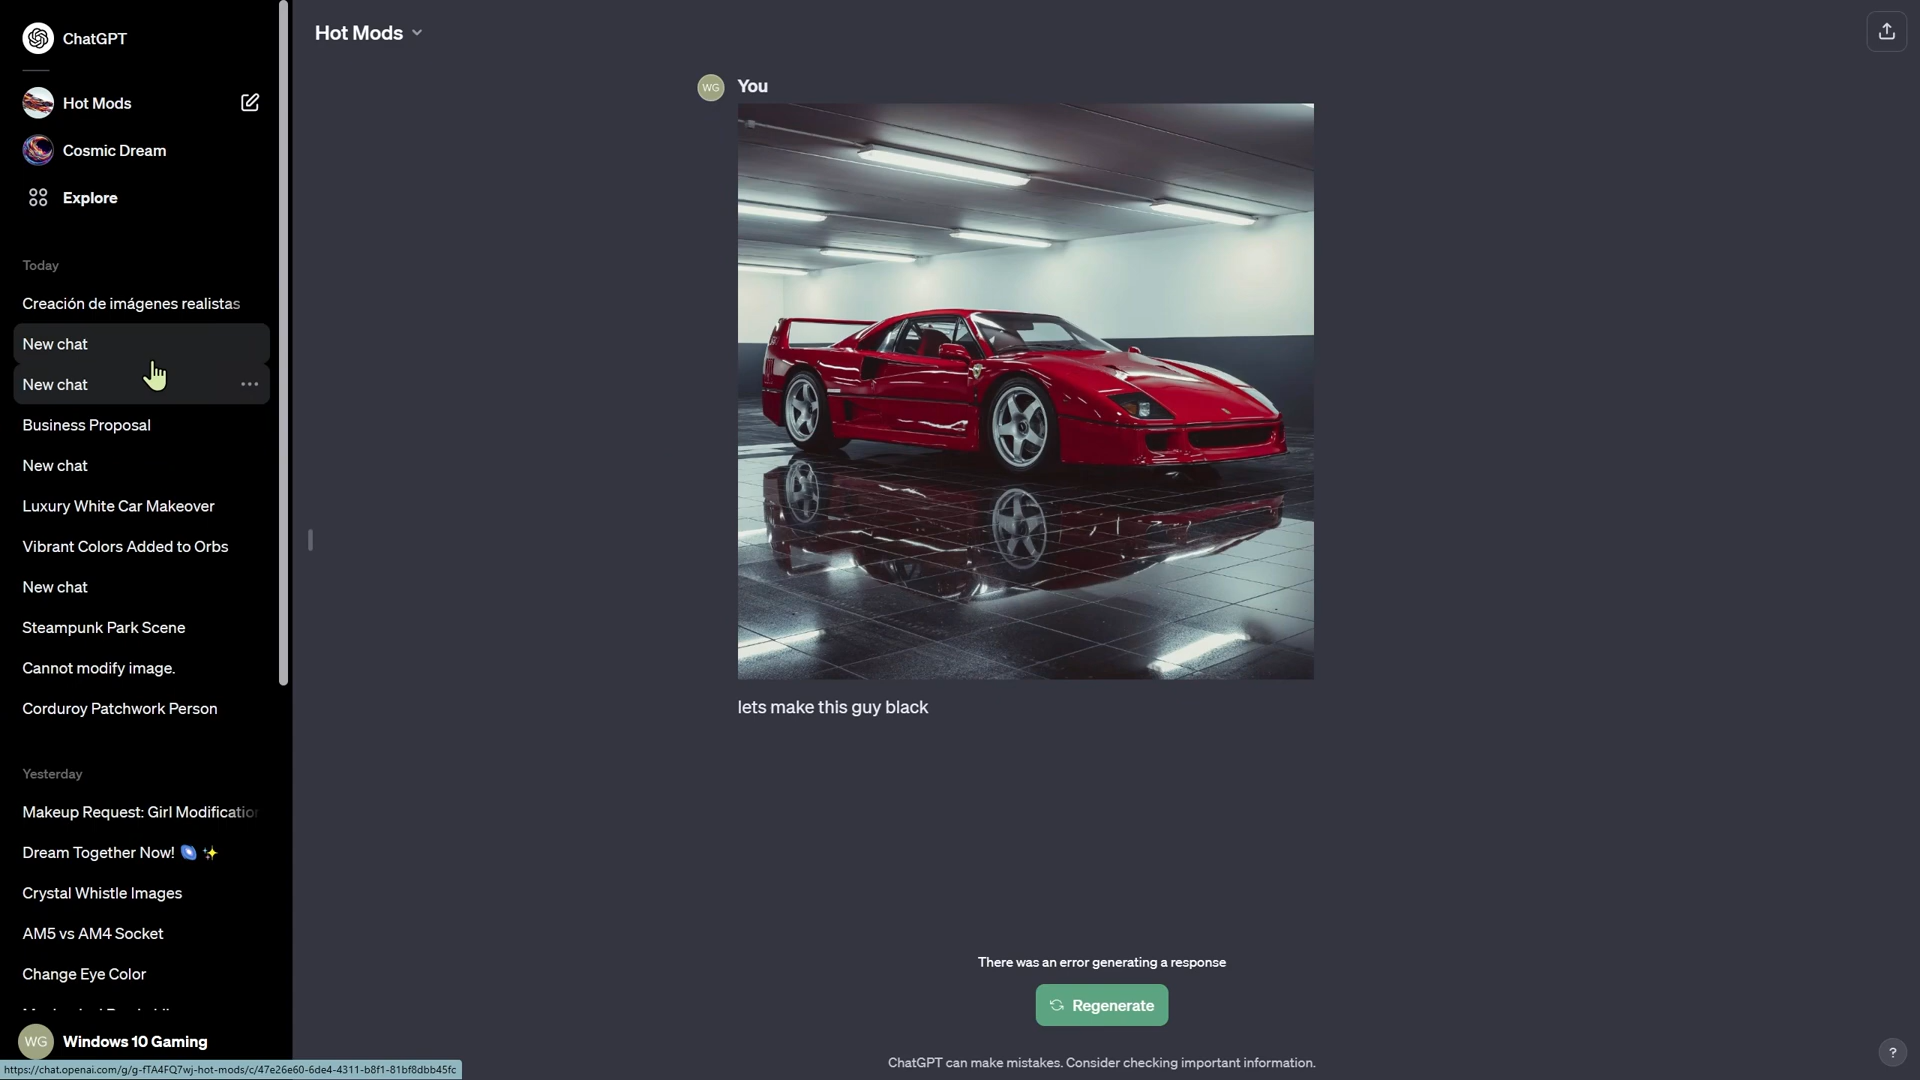 ChatGPT
Hot Mods
Cosmic Dream
Explore
Today
Creación de imágenes realistas
New chat
New chat
Business Proposal
New chat
Luxury White Car Makeover
Vibrant Colors Added to Orbs
New chat
Steampunk Park Scene
Cannot modify image.
Corduroy Patchwork Person
Yesterday
Makeup Request: Girl Modification
Dream Together Now! 🌌 ✨
Crystal Whistle Images
AM5 vs AM4 Socket
Change Eye Color
WG
Windows 10 Gaming
https://chat.openai.com/g/g-fTA4FQ7wj-hot-mods/c/47e26e60-6de4-4311-b8f1-81bf8dbb45fc
Hot Mods
WG
You
lets make this guy black
There was an error generating a response
Regenerate
ChatGPT can make mistakes. Consider checking important information.
?